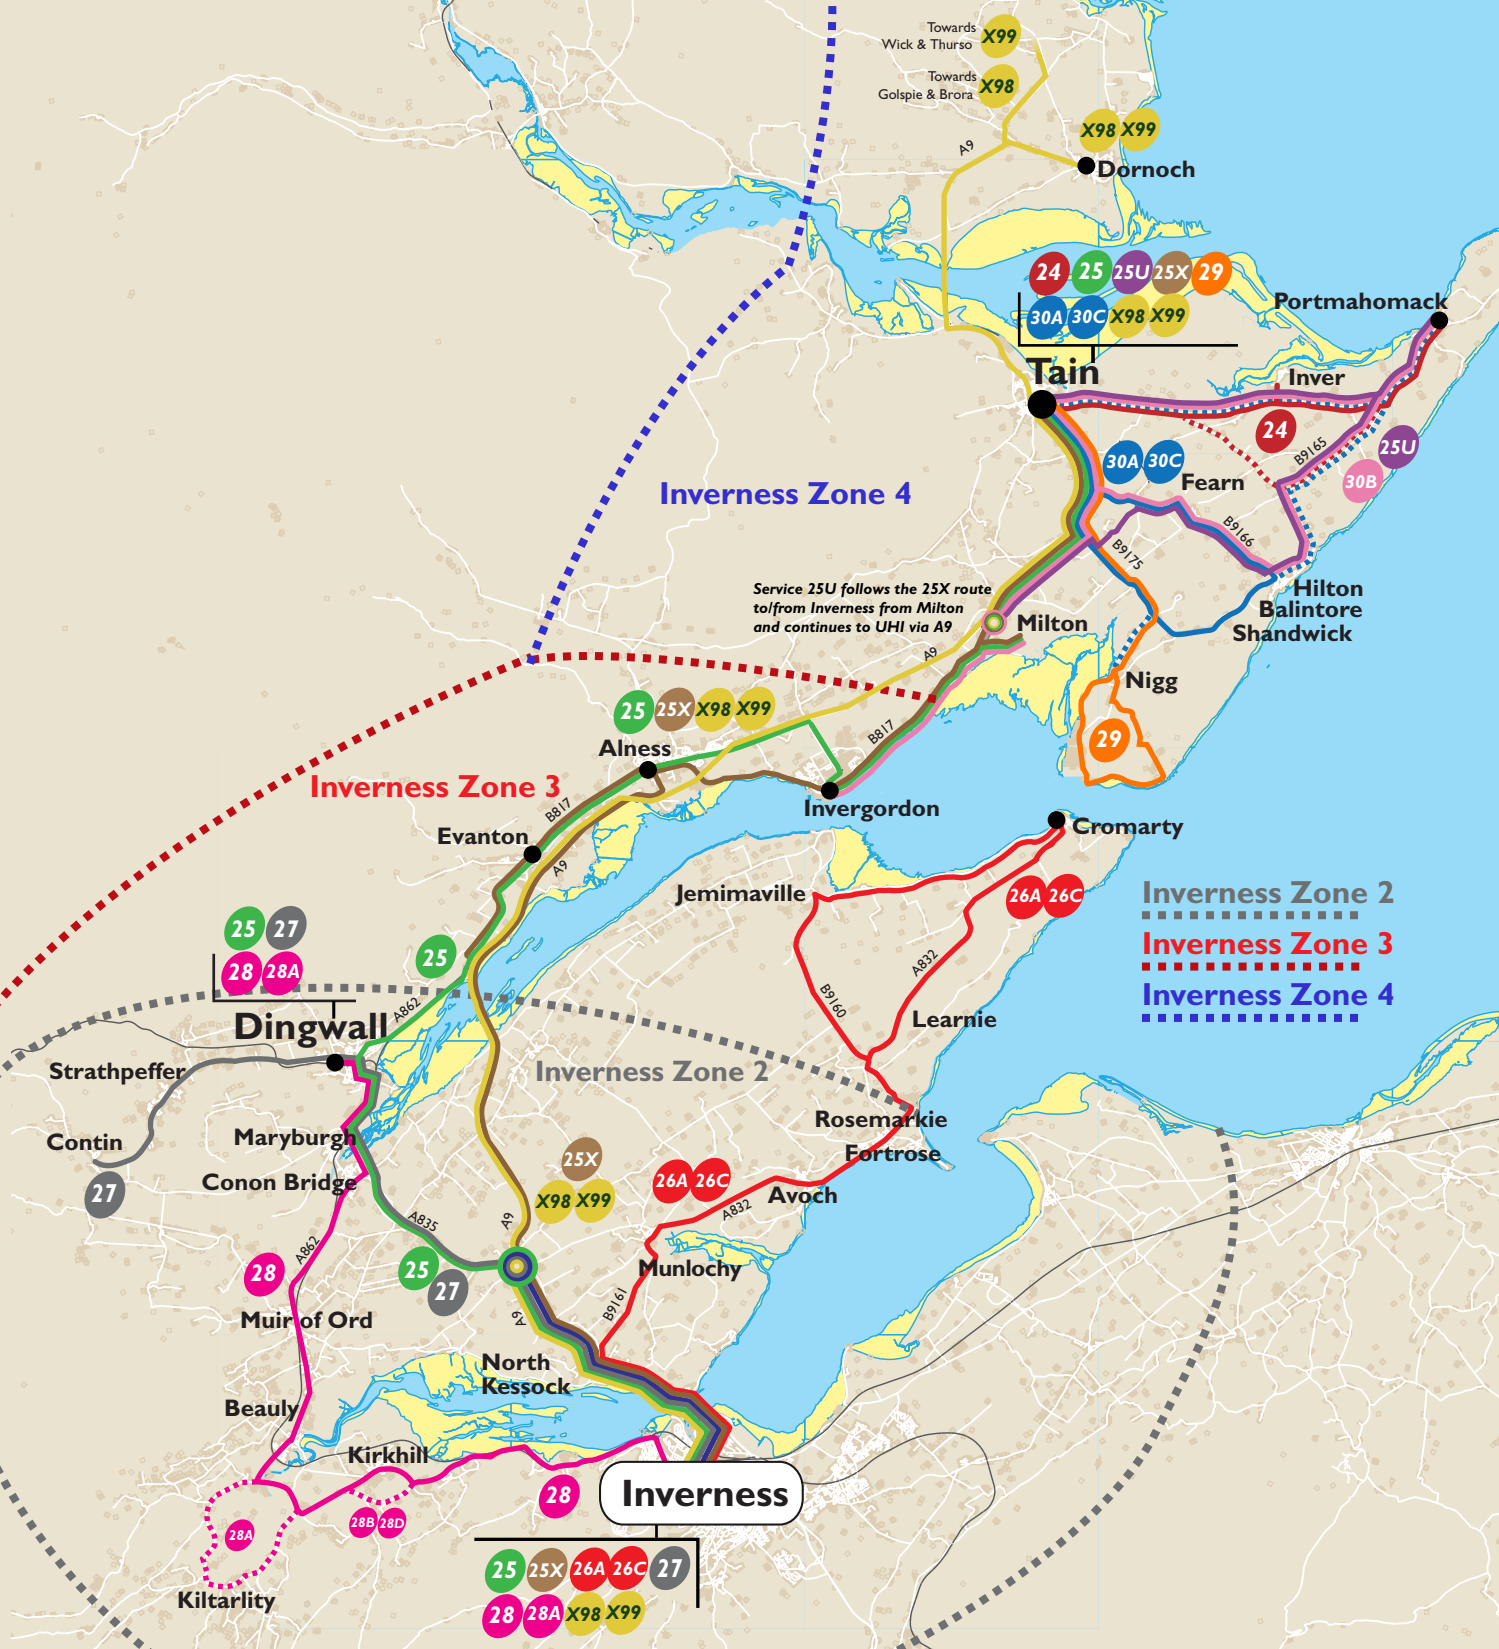 Towards
Wick & Thurso
X99
Towards
Golspie & Brora
X98
X98 X99
A9
Dornoch
24 25 25U 25X 29
30A 30C X98 X99
Portmahomack
Tain
Inver
24
25U
B9165
30A 30C
Fearn
30B
Inverness Zone 4
B9166
B9175
Service 25U follows the 25X route
to/from Inverness from Milton
and continues to UHI via A9
Hilton
Balintore
Shandwick
Milton
A9
Nigg
25 25X X98 X99
B817
29
Alness
Inverness Zone 3
Invergordon
B817
Evanton
Cromarty
A9
Jemimaville
26A 26C
Inverness Zone 2
Inverness Zone 3
Inverness Zone 4
25 27
28 28A
25
A832
B9160
A862
Learnie
Dingwall
Strathpeffer
Inverness Zone 2
Rosemarkie
Fortrose
Maryburgh
Contin
Conon Bridge
27
25X
X98 X99
26A 26C
Avoch
A832
A835
A9
A862
28
25
27
Munlochy
B9161
A9
Muir of Ord
North
Kessock
Beauly
Kirkhill
28
Inverness
28A
28B 28D
Kiltarlity
25 25X 26A 26C 27
28 28A X98 X99